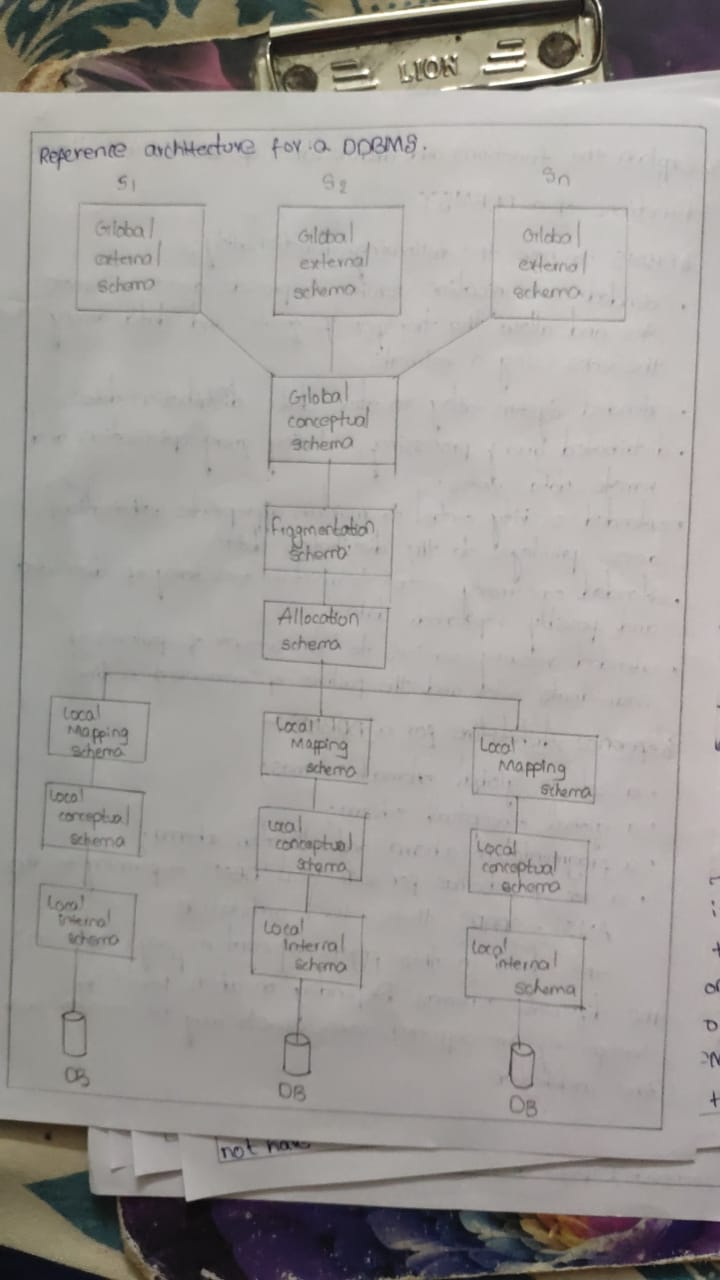 LION
Reference architecture for a DDBMS.
S1
S2
Sn
Global
external
schema
Global
external
schema
Global
external
schema
Global
conceptual
schema
Fragmentation
schema
Allocation
schema
Local
Mapping
schema
Local
Mapping
schema
Local
Mapping
schema
Local
conceptual
schema
Local
conceptual
schema
Local
conceptual
schema
Local
internal
schema
Local
Internal
schema
Local
internal
schema
DB
DB
DB
not